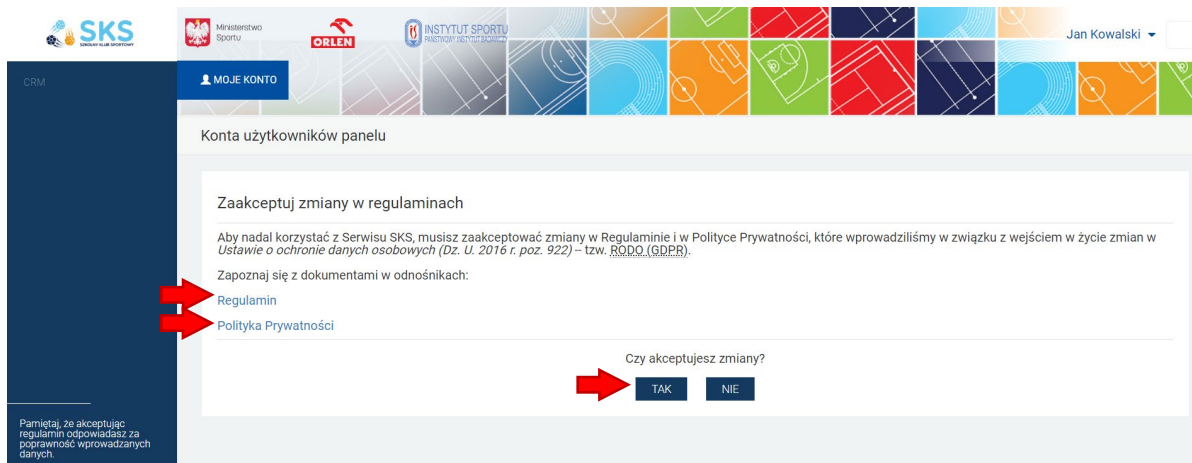 SKS
SZKOLNY KLUB SPORTOWY
Ministerstwo
Sportu
ORLEN
INSTYTUT SPORTU
PAŃSTWOWY INSTYTUT BADAWCZY
Jan Kowalski
CRM
MOJE KONTO
Konta użytkowników panelu
Zaakceptuj zmiany w regulaminach
Aby nadal korzystać z Serwisu SKS, musisz zaakceptować zmiany w Regulaminie i w Polityce Prywatności, które wprowadziliśmy w związku z wejściem w życie zmian w
Ustawie o ochronie danych osobowych (Dz. U. 2016 r. poz. 922) – tzw. RODO (GDPR).
Zapoznaj się z dokumentami w odnośnikach:
Regulamin
Polityka Prywatności
Czy akceptujesz zmiany?
TAK NIE
Pamiętaj, że akceptując
regulamin odpowiadasz za
poprawność wprowadzanych
danych.